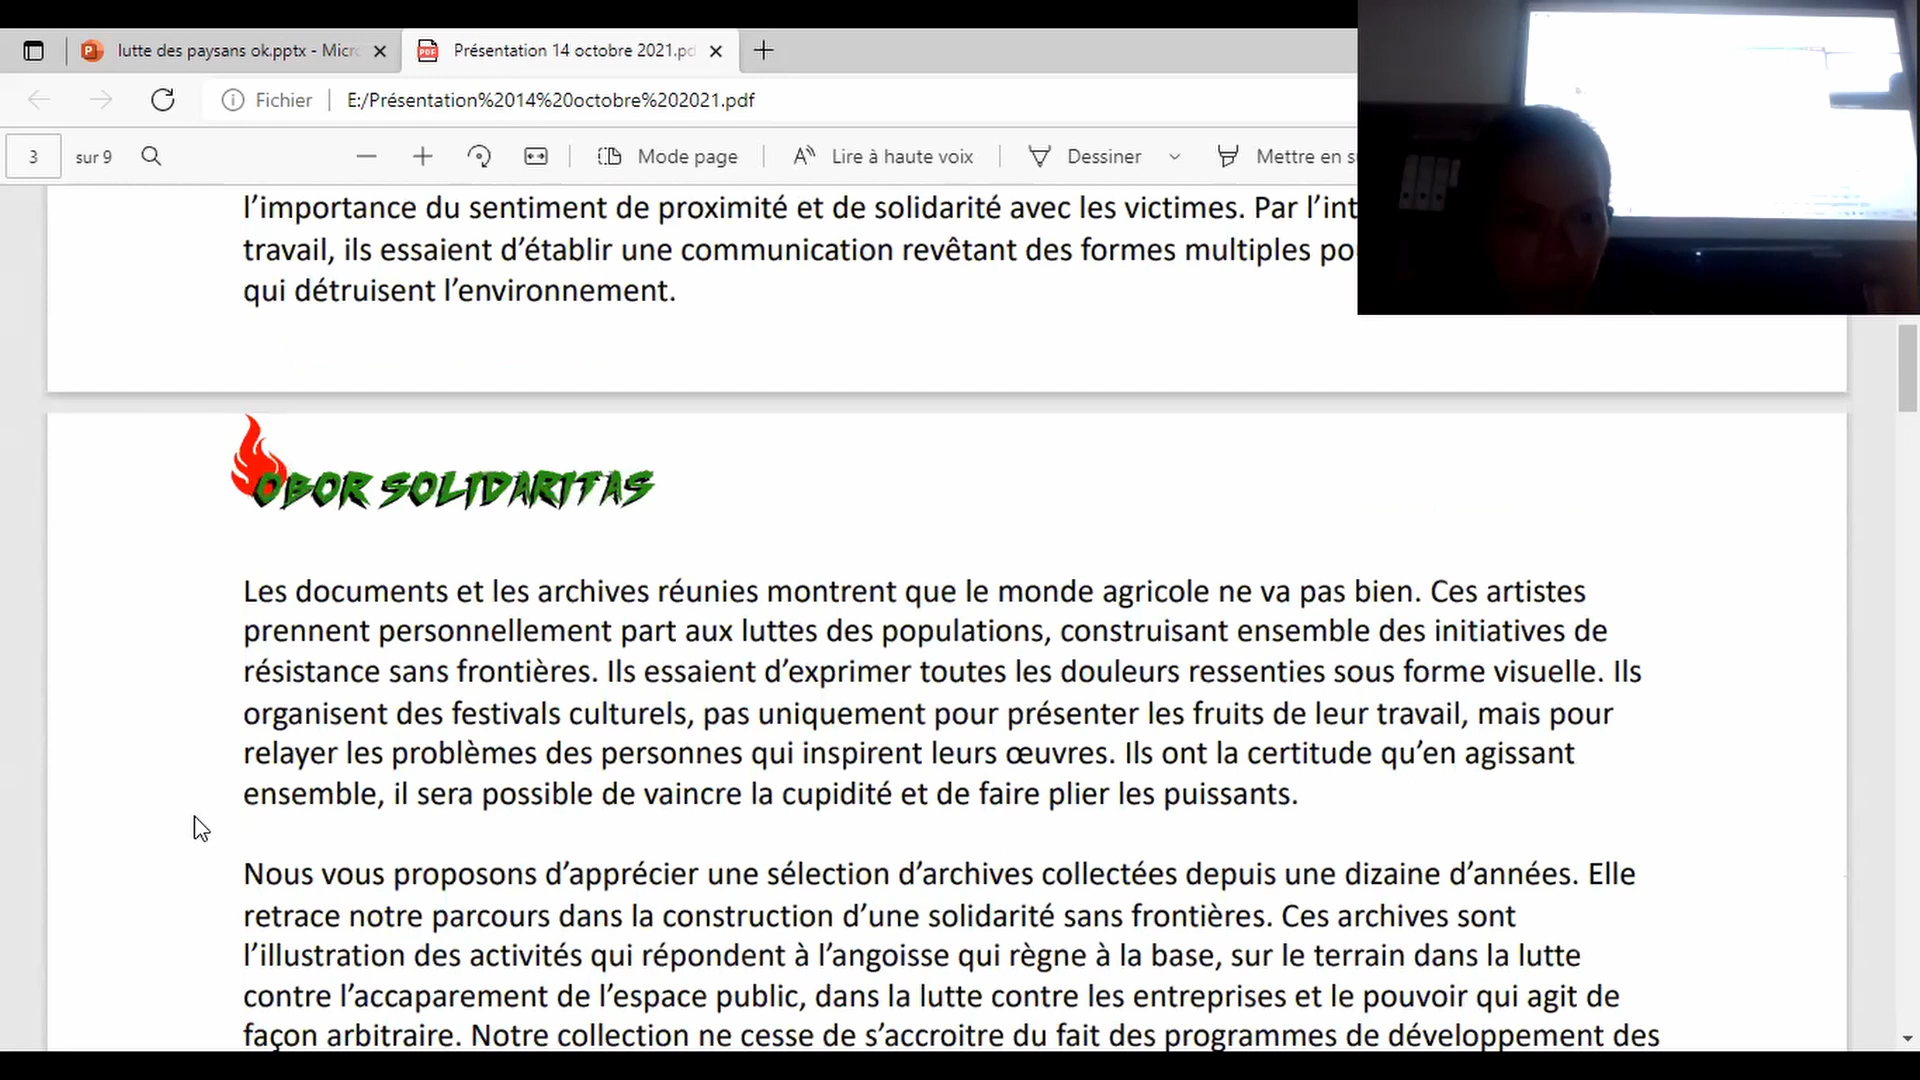 lutte des paysans ok.pptx - Micr
Présentation 14 octobre 2021.pd
Fichier
E:/Présentation%2014%20octobre%202021.pdf
3 sur 9
Mode page
Lire à haute voix
Dessiner
Mettre en su
l’importance du sentiment de proximité et de solidarité avec les victimes. Par l’int
travail, ils essaient d’établir une communication revêtant des formes multiples po
qui détruisent l’environnement.
OBOR SOLIDARITAS
Les documents et les archives réunies montrent que le monde agricole ne va pas bien. Ces artistes
prennent personnellement part aux luttes des populations, construisant ensemble des initiatives de
résistance sans frontières. Ils essaient d’exprimer toutes les douleurs ressenties sous forme visuelle. Ils
organisent des festivals culturels, pas uniquement pour présenter les fruits de leur travail, mais pour
relayer les problèmes des personnes qui inspirent leurs œuvres. Ils ont la certitude qu’en agissant
ensemble, il sera possible de vaincre la cupidité et de faire plier les puissants.
Nous vous proposons d’apprécier une sélection d’archives collectées depuis une dizaine d’années. Elle
retrace notre parcours dans la construction d’une solidarité sans frontières. Ces archives sont
l’illustration des activités qui répondent à l’angoisse qui règne à la base, sur le terrain dans la lutte
contre l’accaparement de l’espace public, dans la lutte contre les entreprises et le pouvoir qui agit de
façon arbitraire. Notre collection ne cesse de s’accroitre du fait des programmes de développement des